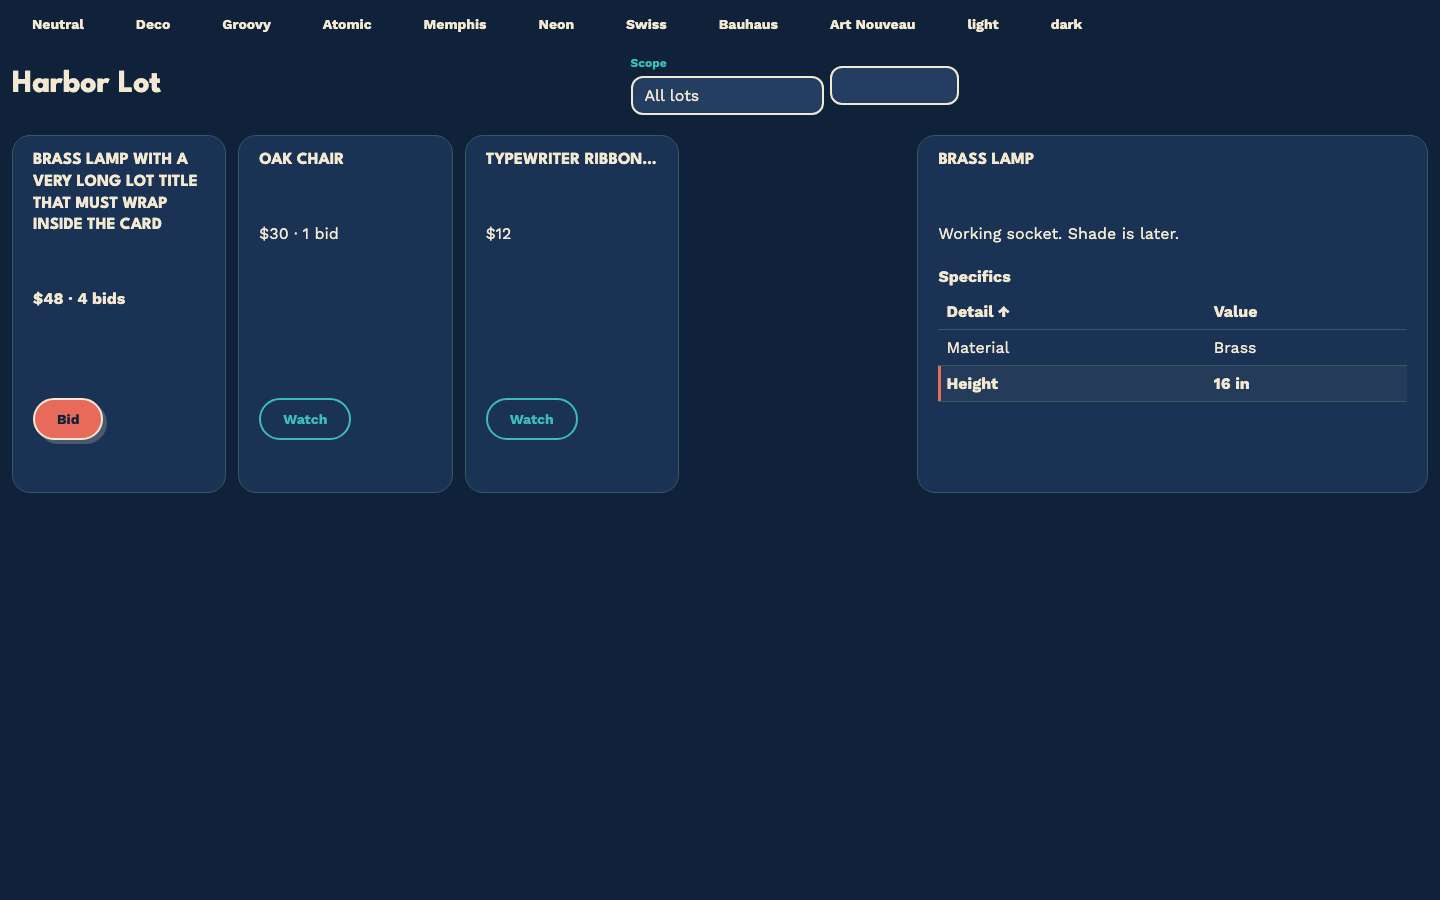 Neutral Deco Groovy Atomic Memphis Neon Swiss Bauhaus Art Nouveau light dark
Harbor Lot
Scope
All lots
BRASS LAMP WITH A
VERY LONG LOT TITLE
THAT MUST WRAP
INSIDE THE CARD
$48 · 4 bids
Bid
OAK CHAIR
$30 · 1 bid
Watch
TYPEWRITER RIBBON...
$12
Watch
BRASS LAMP
Working socket. Shade is later.
Specifics
Detail ↑ Value
Material Brass
Height 16 in